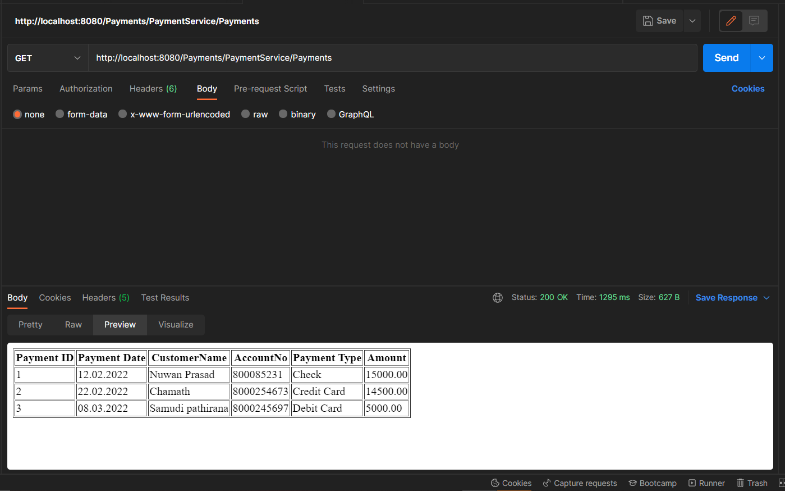 http://localhost:8080/Payments/PaymentService/Payments Save
GET http://localhost:8080/Payments/PaymentService/Payments Send
Params Authorization Headers (6) Body Pre-request Script Tests Settings Cookies
none form-data x-www-form-urlencoded raw binary GraphQL
This request does not have a body
Body Cookies Headers (5) Test Results Status: 200 OK Time: 1295 ms Size: 627 B Save Response
Pretty Raw Preview Visualize
Payment ID Payment Date CustomerName AccountNo Payment Type Amount
1 12.02.2022 Nuwan Prasad 800085231 Check 15000.00
2 22.02.2022 Chamath 8000254673 Credit Card 14500.00
3 08.03.2022 Samudi pathirana 8000245697 Debit Card 5000.00
Cookies Capture requests Bootcamp Runner Trash